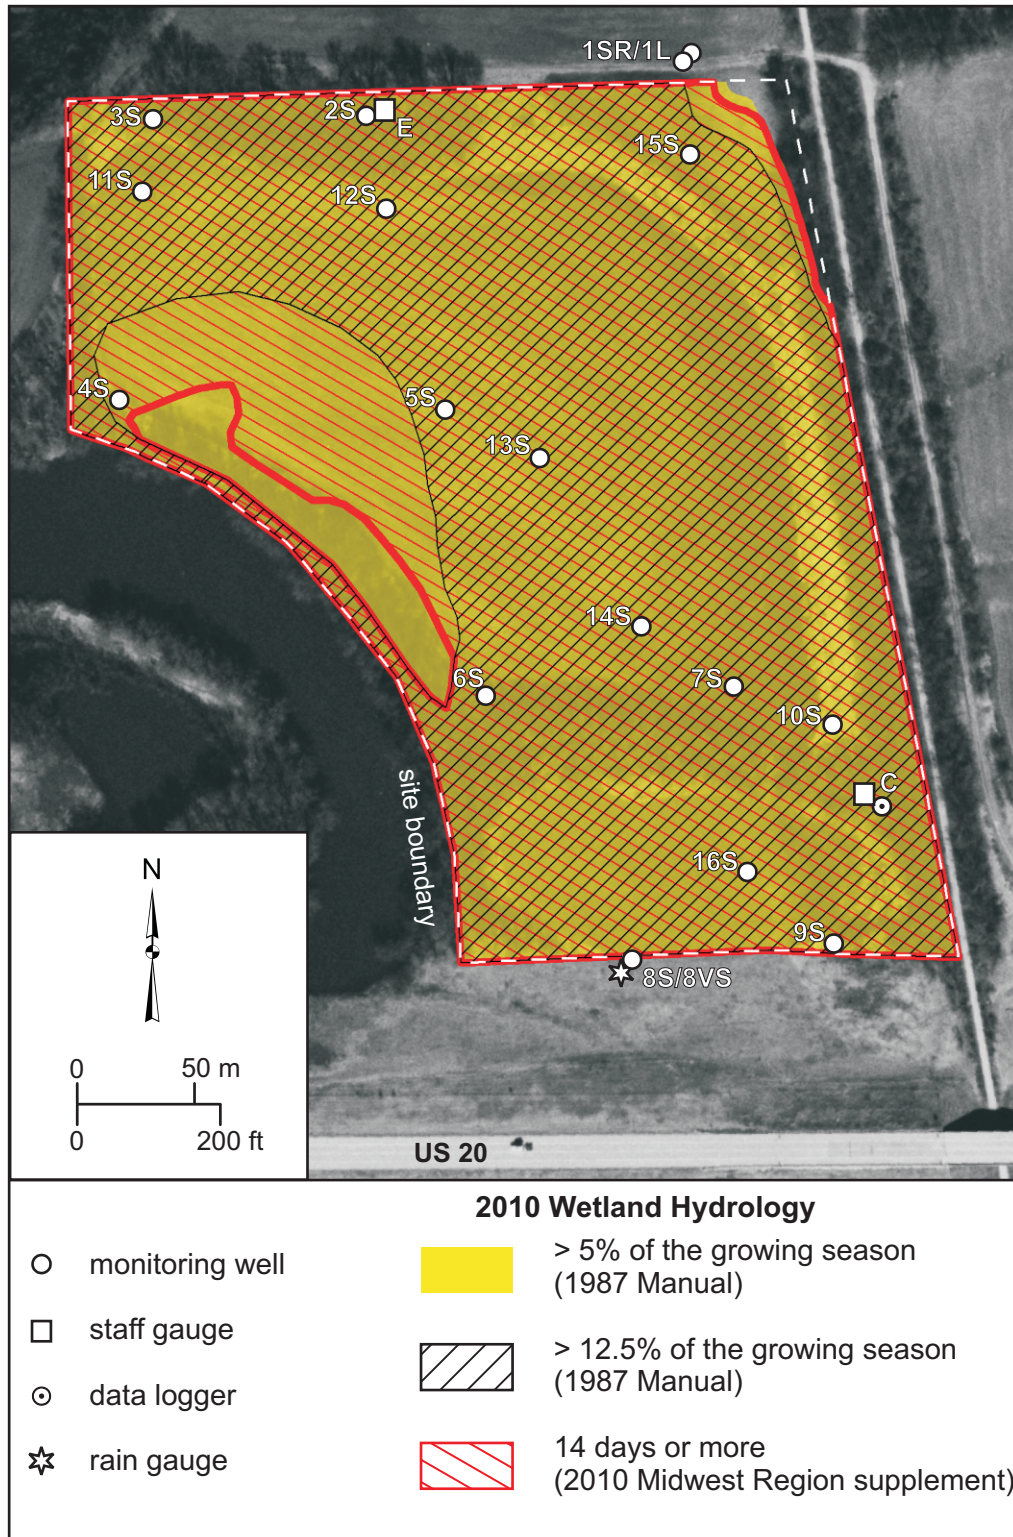 1SR/1L
3S
2S
E
15S
11S
12S
4S
5S
13S
14S
6S
7S
10S
C
site boundary
16S
9S
8S/8VS
N
0 50 m
0 200 ft
US 20
2010 Wetland Hydrology
monitoring well
staff gauge
data logger
rain gauge
> 5% of the growing season
(1987 Manual)
> 12.5% of the growing season
(1987 Manual)
14 days or more
(2010 Midwest Region supplement)